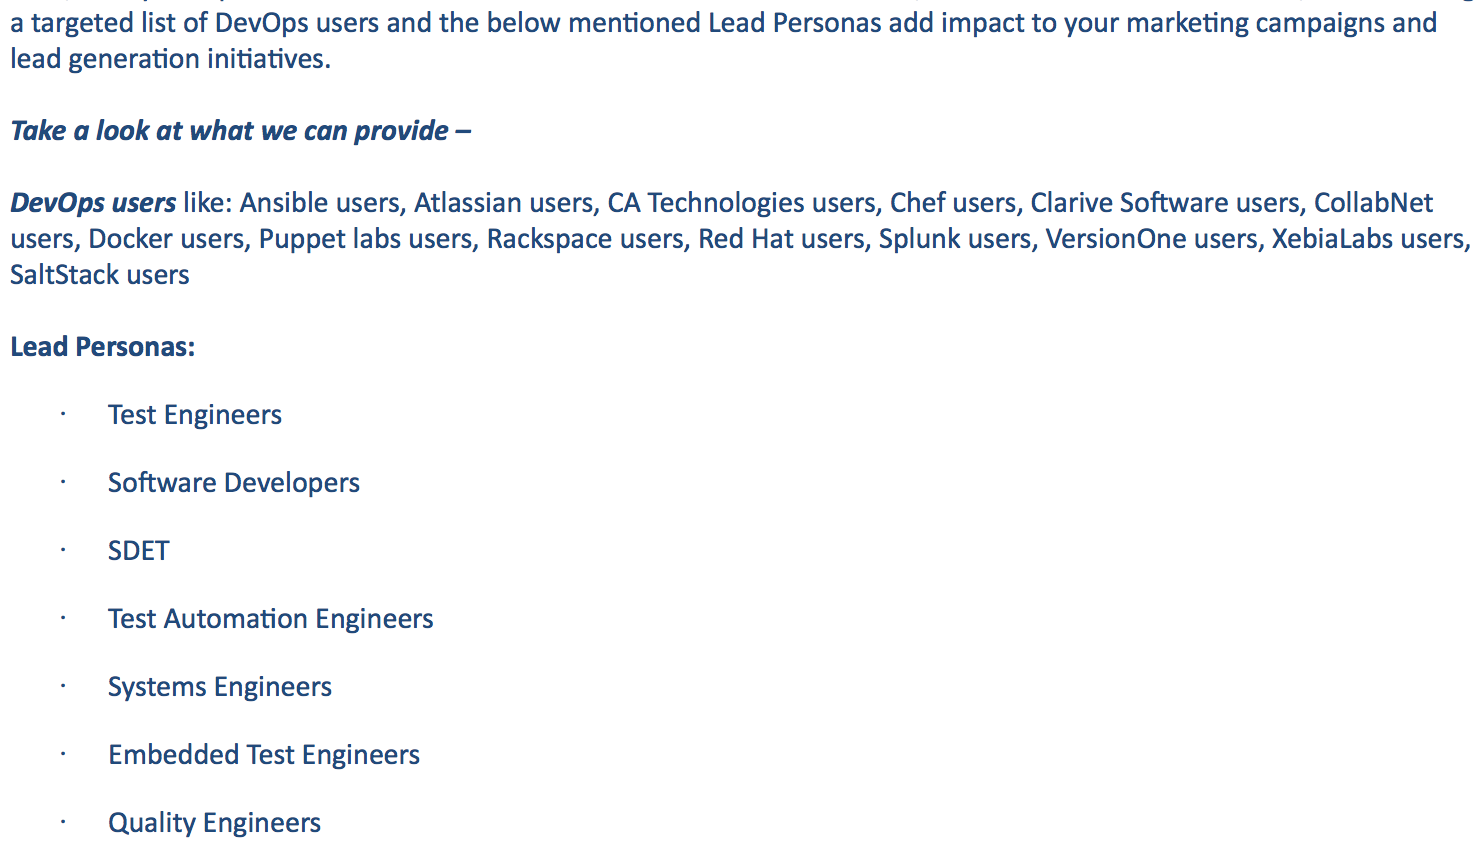 a targeted list of DevOps users and the below mentioned Lead Personas add impact to your marketing campaigns and
lead generation initiatives.
Take a look at what we can provide –
DevOps users like: Ansible users, Atlassian users, CA Technologies users, Chef users, Clarive Software users, CollabNet
users, Docker users, Puppet labs users, Rackspace users, Red Hat users, Splunk users, VersionOne users, XebiaLabs users,
SaltStack users
Lead Personas:
· Test Engineers
· Software Developers
· SDET
· Test Automation Engineers
· Systems Engineers
· Embedded Test Engineers
· Quality Engineers